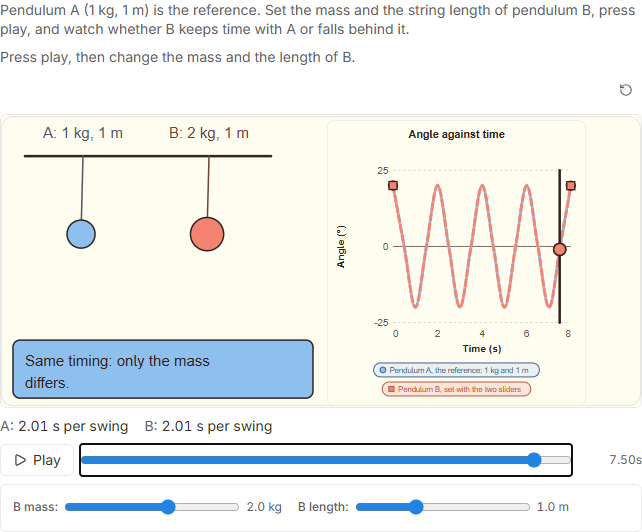 Pendulum A (1 kg, 1 m) is the reference. Set the mass and the string length of pendulum B, press
play, and watch whether B keeps time with A or falls behind it.
Press play, then change the mass and the length of B.
A: 1 kg, 1 m
B: 2 kg, 1 m
Same timing: only the mass
differs.
Angle against time
25
0
-25
Angle (°)
0 2 4 6 8
Time (s)
Pendulum A, the reference: 1 kg and 1 m
Pendulum B, set with the two sliders
A: 2.01 s per swing B: 2.01 s per swing
Play
7.50s
B mass: 2.0 kg B length: 1.0 m